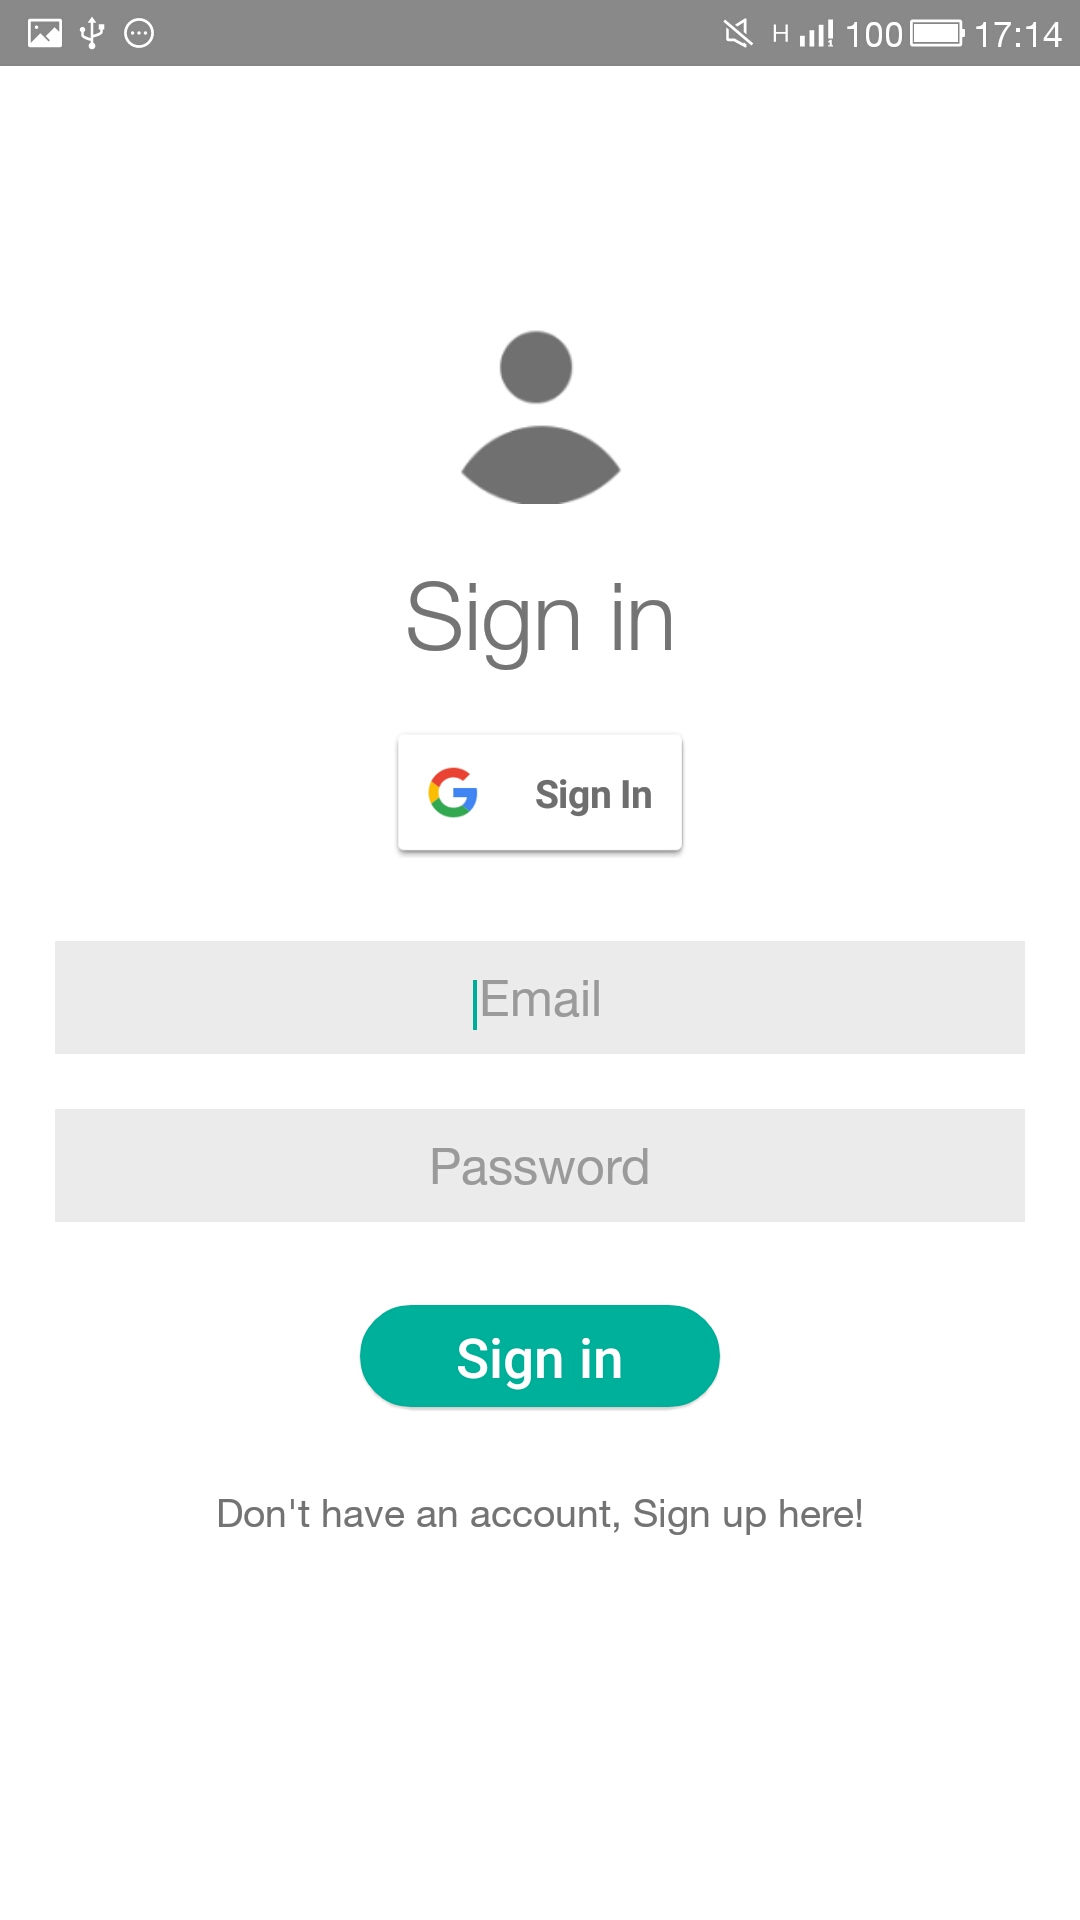 H 100 17:14
Sign in
Sign In
Email
Password
Sign in
Don't have an account, Sign up here!